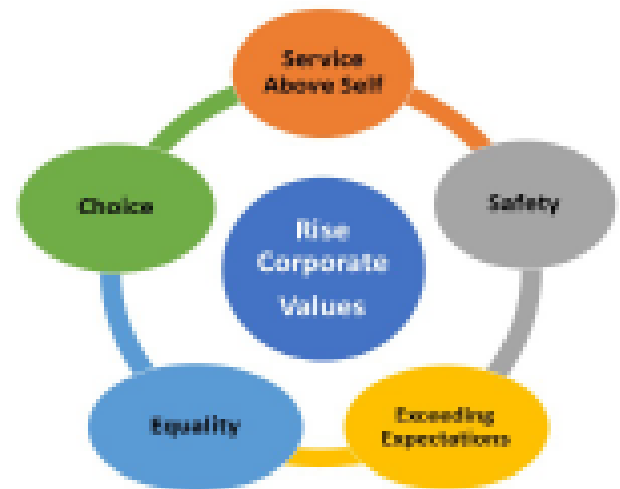 Service
Above Self
Choice
Safety
Rise
Corporate
Values
Equality
Exceeding
Expectations